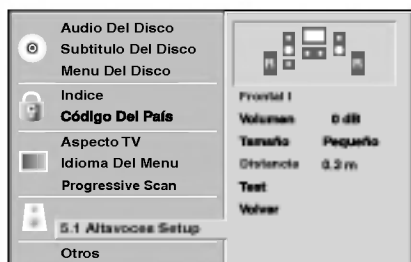 Audio Del Disco
Subtitulo Del Disco
Menu Del Disco
Indice
Código Del País
Aspecto TV
Idioma Del Menu
Progressive Scan
5.1 Altavoces Setup
Otros
Frontal I
Volumen 0 dB
Tamaño Pequeño
Distancia 0.3 m
Test
Volver